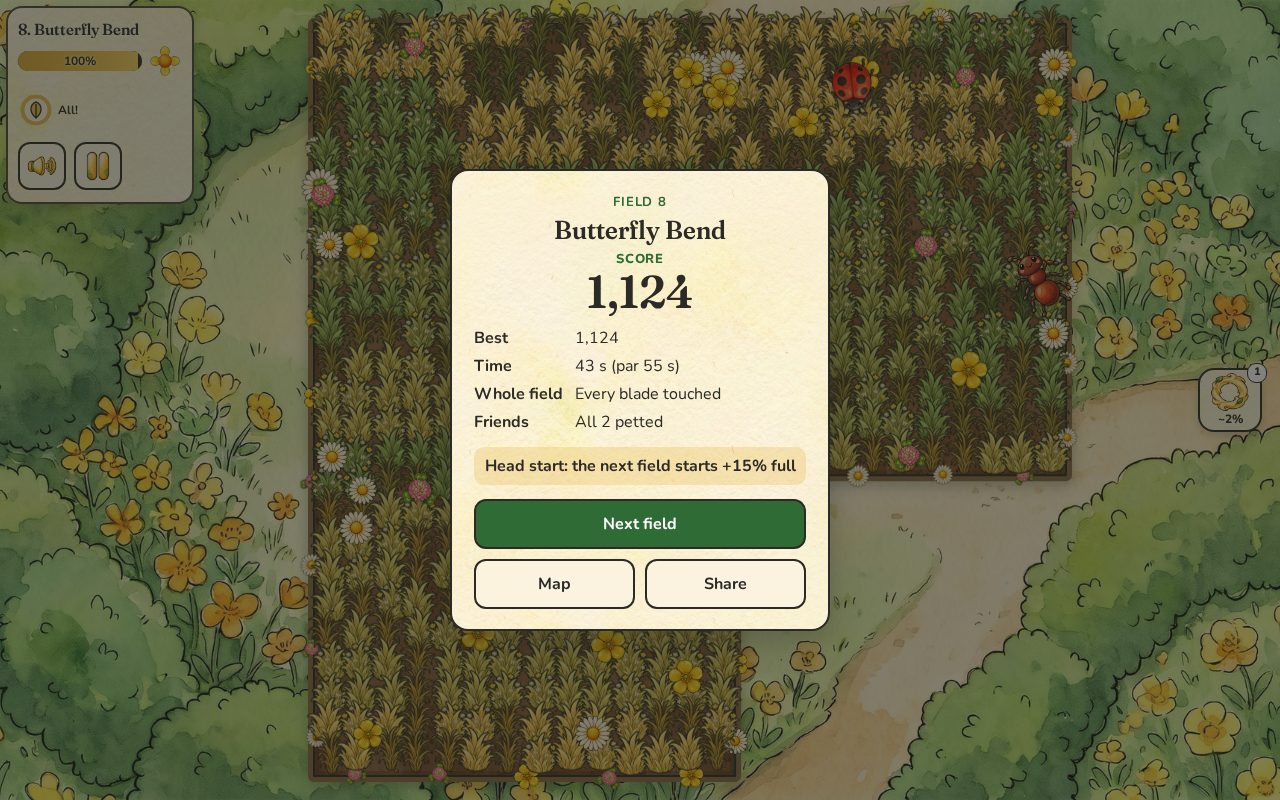 8. Butterfly Bend
100%
All!
FIELD 8
Butterfly Bend
SCORE
1,124
Best 1,124
Time 43 s (par 55 s)
Whole field Every blade touched
Friends All 2 petted
Head start: the next field starts +15% full
Next field
Map Share
1
~2%